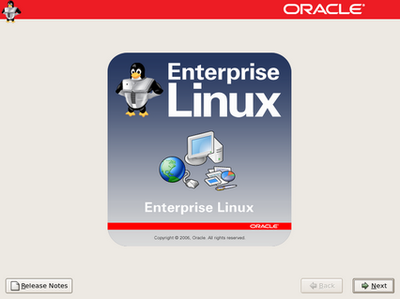 ORACLE
Enterprise
Linux
Enterprise Linux
ORACLE
Copyright © 2006, Oracle. All rights reserved.
Release Notes
Back
Next